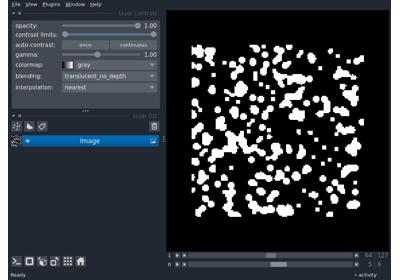 File View Plugins Window Help
layer controls
opacity: 1.00
contrast limits:
auto-contrast: once continuous
gamma: 1.00
colormap: gray
blending: translucent_no_depth
interpolation: nearest
layer list
Image
1 64 127
0 5 9
Ready activity